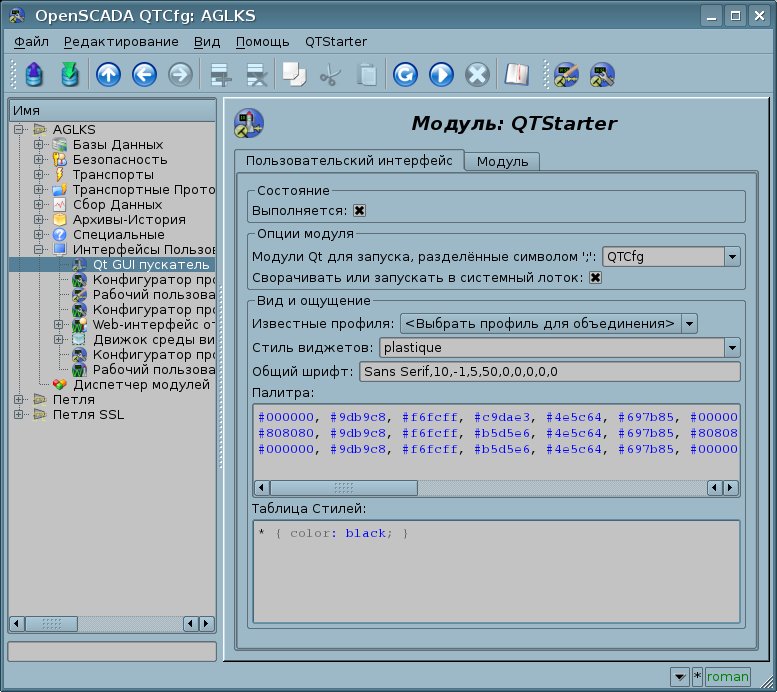 OpenSCADA QTCfg: AGLKS
Файл Редактирование Вид Помощь QTStarter
Имя
AGLKS
Базы Данных
Безопасность
Транспорты
Транспортные Прото
Сбор Данных
Архивы-История
Специальные
Интерфейсы Пользов
Qt GUI пускатель
Конфигуратор про
Рабочий пользова
Конфигуратор про
Web-интерфейс от
Движок среды ви
Конфигуратор про
Рабочий пользова
Диспетчер модулей
Петля
Петля SSL
Модуль: QTStarter
Пользовательский интерфейс Модуль
Состояние
Выполняется:
Опции модуля
Модули Qt для запуска, разделённые символом ';': QTCfg
Сворачивать или запускать в системный лоток:
Вид и ощущение
Известные профиля: <Выбрать профиль для объединения>
Стиль виджетов: plastique
Общий шрифт: Sans Serif,10,-1,5,50,0,0,0,0,0
Палитра:
#000000, #9db9c8, #f6fcff, #c9dae3, #4e5c64, #697b85, #00000
#808080, #9db9c8, #f6fcff, #b5d5e6, #4e5c64, #697b85, #80808
#000000, #9db9c8, #f6fcff, #b5d5e6, #4e5c64, #697b85, #00000
Таблица Стилей:
* { color: black; }
* roman